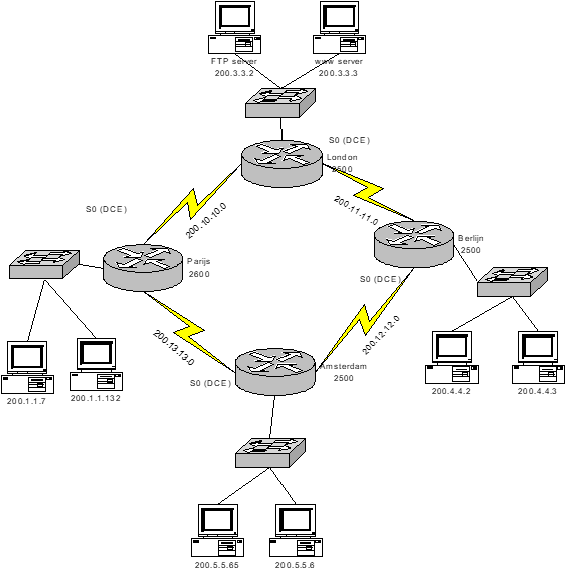 FTP server
200.3.3.2
www server
200.3.3.3
S0 (DCE)
London
2500
S0 (DCE)
200.10.10.0
200.11.11.0
Berlijn
2500
Parijs
2600
S0 (DCE)
200.13.13.0
200.12.12.0
Amsterdam
2500
S0 (DCE)
200.1.1.7
200.1.1.132
200.4.4.2
200.4.4.3
200.5.5.65
200.5.5.6